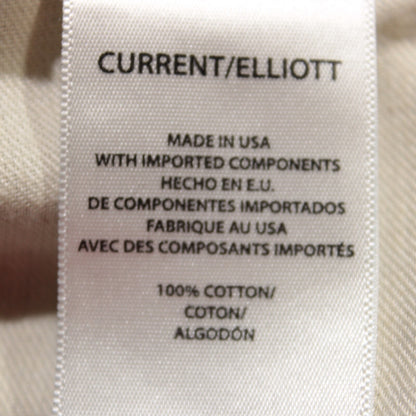 CURRENT/ELLIOTT
MADE IN USA
WITH IMPORTED COMPONENTS
HECHO EN E.U.
DE COMPONENTES IMPORTADOS
FABRIQUE AU USA
AVEC DES COMPOSANTS IMPORTÉS
100% COTTON/
COTON/
ALGODÓN